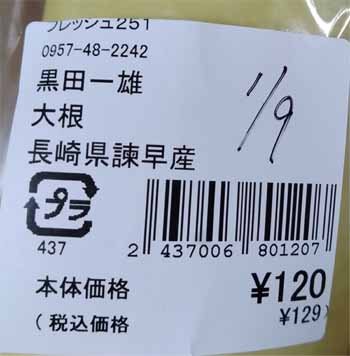 フレッシュ251
0957-48-2242
黒田一雄
大根
1/9
長崎県諫早産
プラ
437
2 437006 801207
本体価格 ¥120
(税込価格 ¥129)